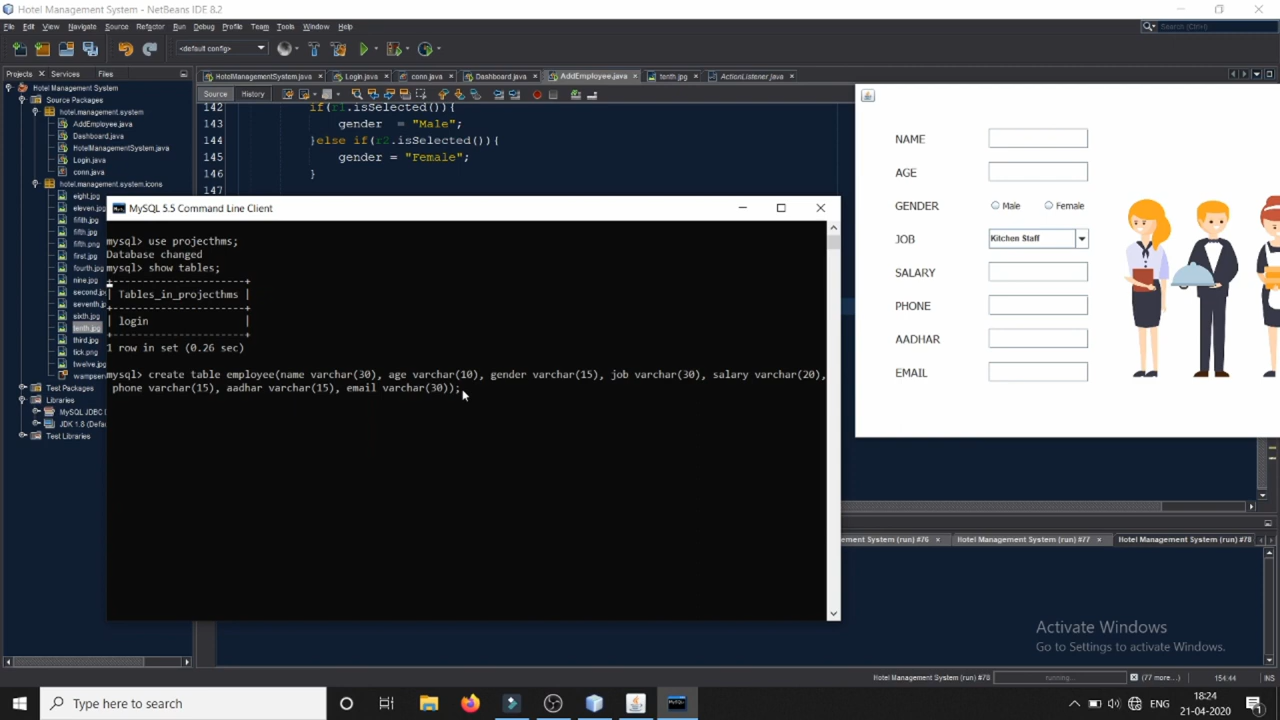 Hotel Management System - NetBeans IDE 8.2
File Edit View Navigate Source Refactor Run Debug Profile Team Tools Window Help
Search (Ctrl+I)
<default config>
Projects Services Files
HotelManagementSystem.java Login.java conn.java Dashboard.java AddEmployee.java tenth.jpg ActionListener.java
Source History
Hotel Management System
Source Packages
hotel.management.system
AddEmployee.java
Dashboard.java
HotelManagementSystem.java
Login.java
conn.java
hotel.management.system.icons
eight.jpg
eleven.jpg
fifith.jpg
fifth.jpg
fifth.png
first.jpg
fourth.jpg
nine.jpg
second.jpg
seventh.jpg
sixth.jpg
tenth.jpg
third.jpg
tick.png
twelve.jpg
Test Packages
Libraries
MySQL JDBC
JDK 1.8
Test Libraries
142 if(r1.isSelected()){
143 gender = "Male";
144 }else if(r2.isSelected()){
145 gender = "Female";
146 }
147
MySQL 5.5 Command Line Client
mysql> use projecthms;
Database changed
mysql> show tables;
+---------------------+
| Tables_in_projecthms |
+---------------------+
| login |
+---------------------+
1 row in set (0.26 sec)
mysql> create table employee(name varchar(30), age varchar(10), gender varchar(15), job varchar(30), salary varchar(20),
phone varchar(15), aadhar varchar(15), email varchar(30));
NAME
AGE
GENDER Male Female
JOB Kitchen Staff
SALARY
PHONE
AADHAR
EMAIL
ement System (run) #76 Hotel Management System (run) #77 Hotel Management System (run) #78
Activate Windows
Go to Settings to activate Windows.
Hotel Management System (run) #78 running... (77 more...) 154:44 INS
Type here to search
ENG
18:24
21-04-2020